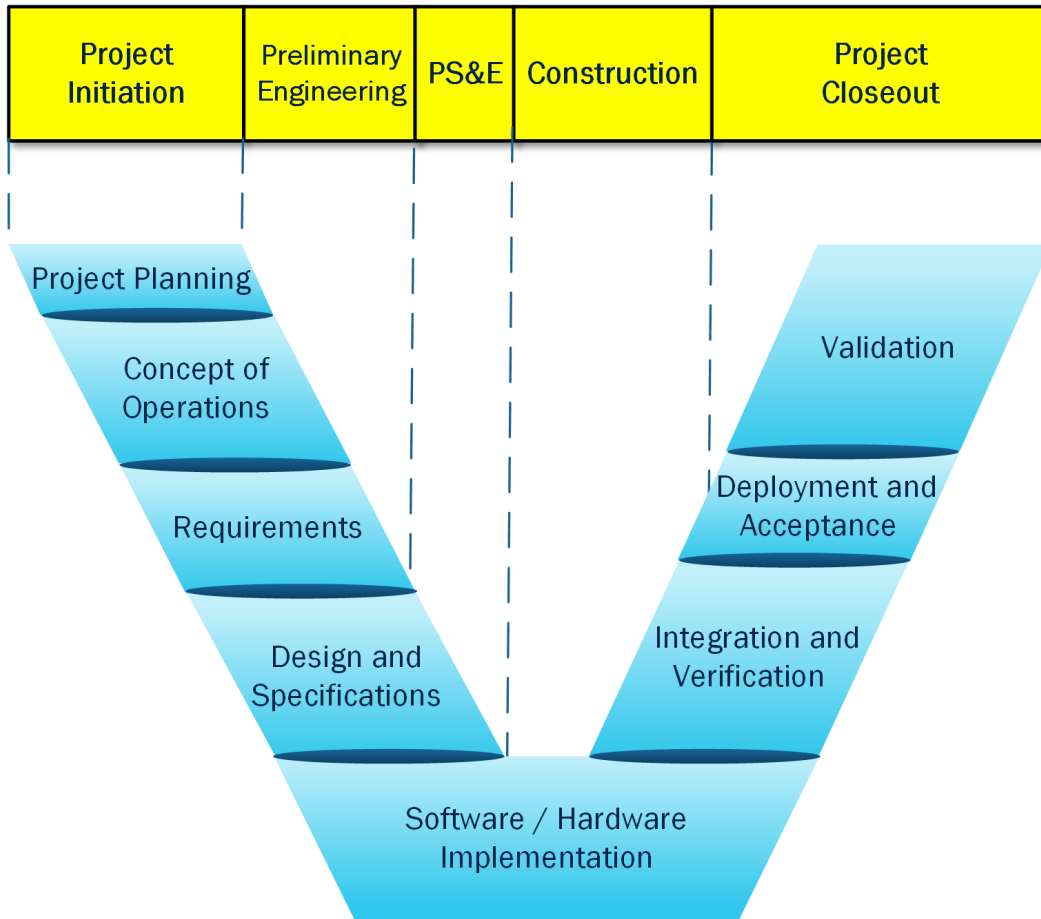 Project
Initiation
Preliminary
Engineering
PS&E
Construction
Project
Closeout
Project Planning
Concept of
Operations
Requirements
Design and
Specifications
Software / Hardware
Implementation
Integration and
Verification
Deployment and
Acceptance
Validation